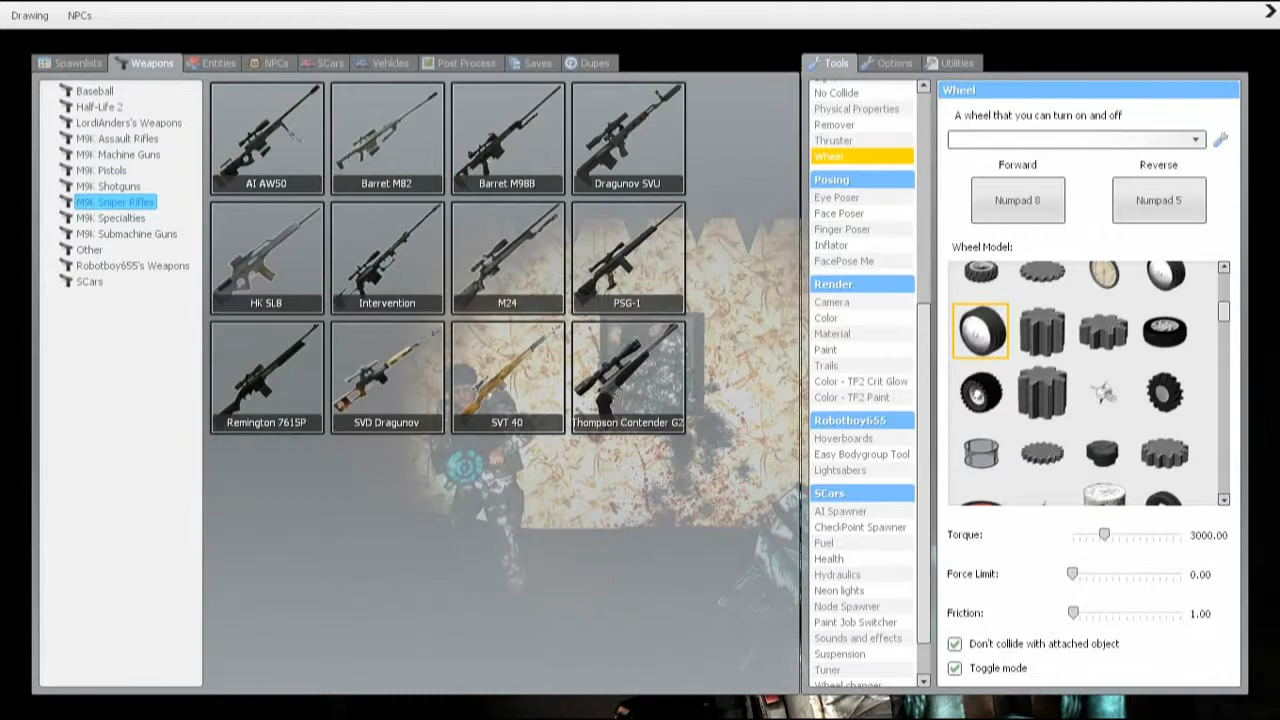 Drawing NPCs
Spawnlists Weapons Entities NPCs SCars Vehicles Post Process Saves Dupes
Baseball
Half-Life 2
LordiAnders's Weapons
M9K Assault Rifles
M9K Machine Guns
M9K Pistols
M9K Shotguns
M9K Sniper Rifles
M9K Specialties
M9K Submachine Guns
Other
Robotboy655's Weapons
SCars
AI AW50
Barret M82
Barret M98B
Dragunov SVU
HK SL8
Intervention
M24
PSG-1
Remington 7615P
SVD Dragunov
SVT 40
Thompson Contender G2
Tools Options Utilities
No Collide
Physical Properties
Remover
Thruster
Wheel
Posing
Eye Poser
Face Poser
Finger Poser
Inflator
FacePose Me
Render
Camera
Color
Material
Paint
Trails
Color - TF2 Crit Glow
Color - TF2 Paint
Robotboy655
Hoverboards
Easy Bodygroup Tool
Lightsabers
SCars
AI Spawner
CheckPoint Spawner
Fuel
Health
Hydraulics
Neon lights
Node Spawner
Paint Job Switcher
Sounds and effects
Suspension
Tuner
Wheel changer
Wheel
A wheel that you can turn on and off
Forward Reverse
Numpad 8 Numpad 5
Wheel Model:
Torque: 3000.00
Force Limit: 0.00
Friction: 1.00
Don't collide with attached object
Toggle mode